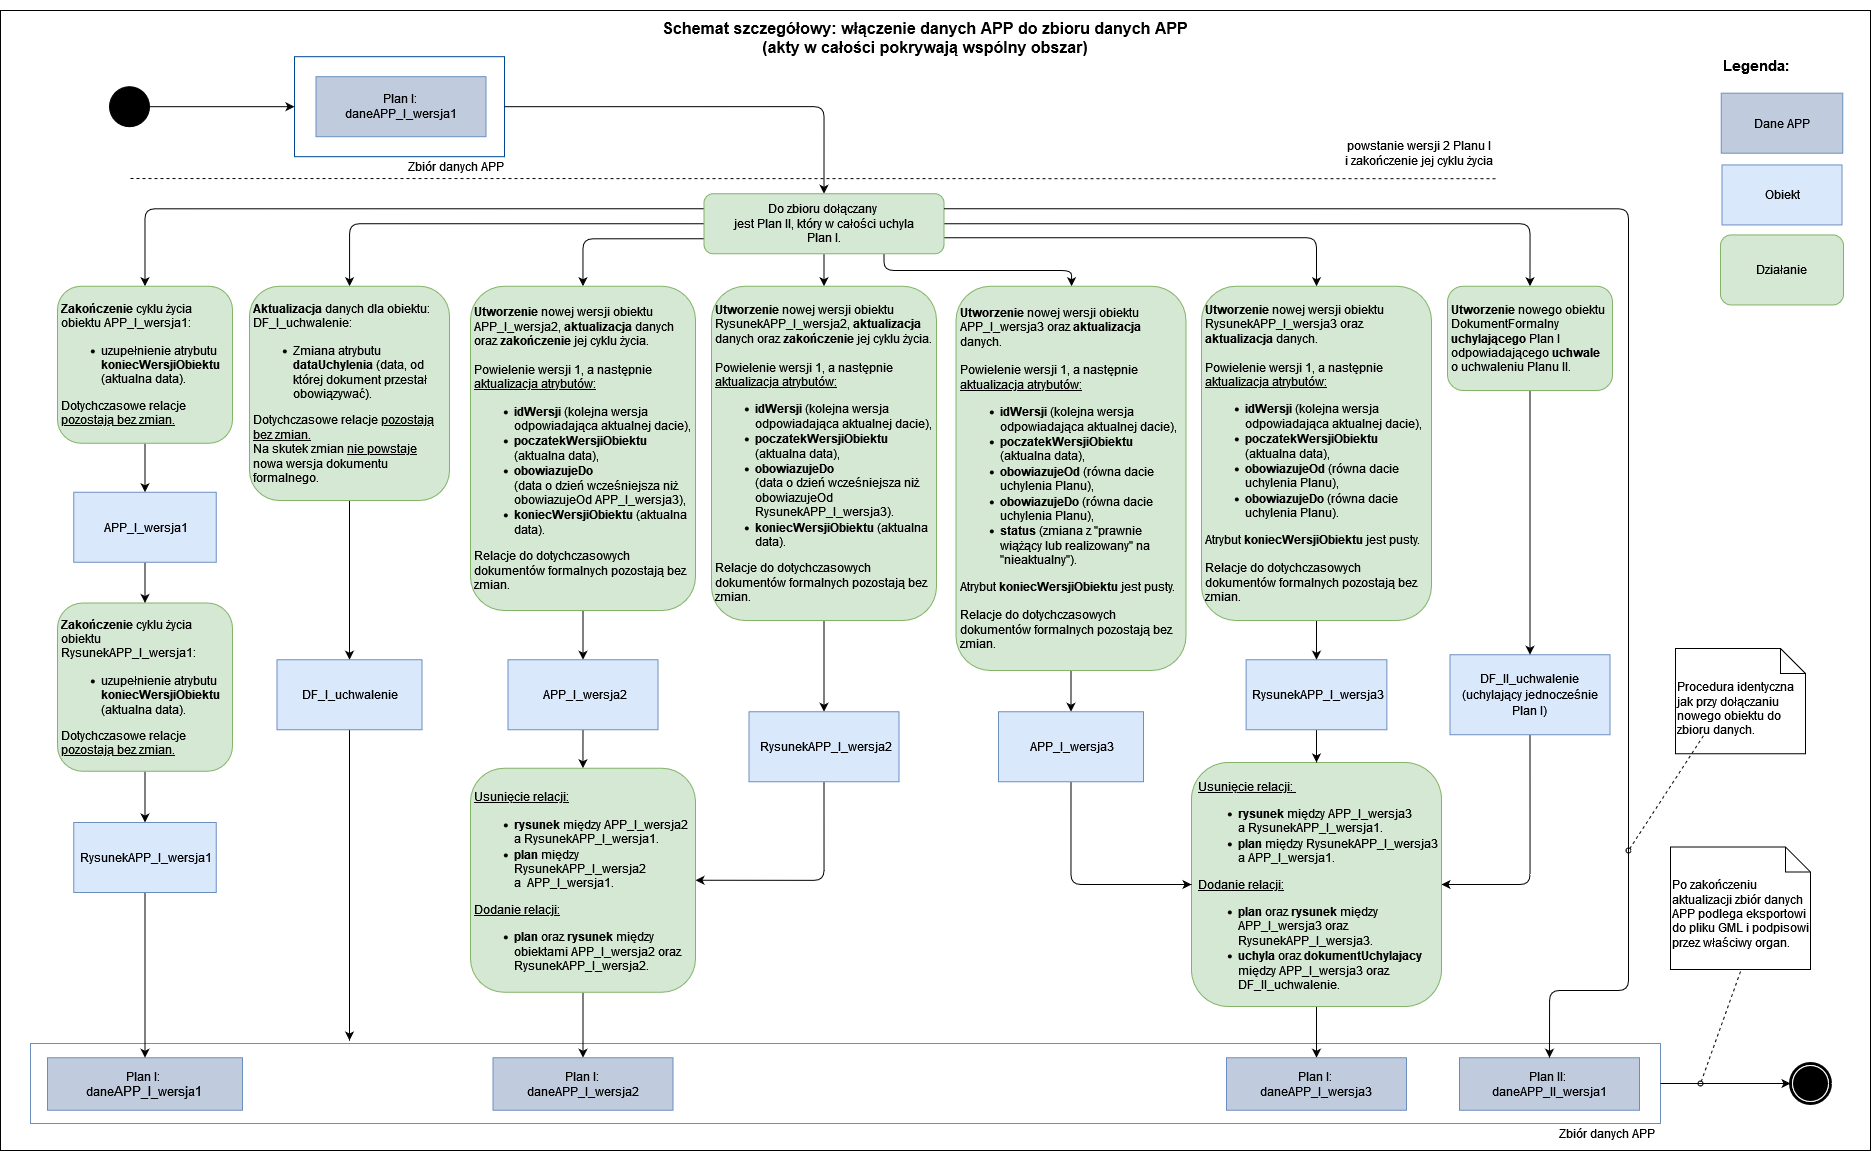 Schemat szczegółowy: włączenie danych APP do zbioru danych APP
(akty w całości pokrywają wspólny obszar)
Legenda:
Dane APP
Obiekt
Działanie
Plan I:
daneAPP_I_wersja1
Zbiór danych APP
powstanie wersji 2 Planu I
i zakończenie jej cyklu życia
Do zbioru dołączany
jest Plan II, który w całości uchyla
Plan I.
Zakończenie cyklu życia
obiektu APP_I_wersja1:
• uzupełnienie atrybutu
koniecWersjiObiektu
(aktualna data).
Dotychczasowe relacje
pozostają bez zmian.
APP_I_wersja1
Zakończenie cyklu życia
obiektu
RysunekAPP_I_wersja1:
• uzupełnienie atrybutu
koniecWersjiObiektu
(aktualna data).
Dotychczasowe relacje
pozostają bez zmian.
RysunekAPP_I_wersja1
Aktualizacja danych dla obiektu:
DF_I_uchwalenie:
• Zmiana atrybutu
dataUchylenia (data, od
której dokument przestał
obowiązywać).
Dotychczasowe relacje pozostają
bez zmian.
Na skutek zmian nie powstaje
nowa wersja dokumentu
formalnego.
DF_I_uchwalenie
Utworzenie nowej wersji obiektu
APP_I_wersja2, aktualizacja danych
oraz zakończenie jej cyklu życia.
Powielenie wersji 1, a następnie
aktualizacja atrybutów:
• idWersji (kolejna wersja
odpowiadająca aktualnej dacie),
• poczatekWersjiObiektu
(aktualna data),
• obowiazujeDo
(data o dzień wcześniejsza niż
obowiazujeOd APP_I_wersja3),
• koniecWersjiObiektu (aktualna
data).
Relacje do dotychczasowych
dokumentów formalnych pozostają bez
zmian.
APP_I_wersja2
Usunięcie relacji:
• rysunek między APP_I_wersja2
a RysunekAPP_I_wersja1.
• plan między
RysunekAPP_I_wersja2
a APP_I_wersja1.
Dodanie relacji:
• plan oraz rysunek między
obiektami APP_I_wersja2 oraz
RysunekAPP_I_wersja2.
Utworzenie nowej wersji obiektu
RysunekAPP_I_wersja2, aktualizacja
danych oraz zakończenie jej cyklu życia.
Powielenie wersji 1, a następnie
aktualizacja atrybutów:
• idWersji (kolejna wersja
odpowiadająca aktualnej dacie),
• poczatekWersjiObiektu
(aktualna data),
• obowiazujeDo
(data o dzień wcześniejsza niż
obowiazujeOd
RysunekAPP_I_wersja3).
• koniecWersjiObiektu (aktualna
data).
Relacje do dotychczasowych
dokumentów formalnych pozostają bez
zmian.
RysunekAPP_I_wersja2
Utworzenie nowej wersji obiektu
APP_I_wersja3 oraz aktualizacja
danych.
Powielenie wersji 1, a następnie
aktualizacja atrybutów:
• idWersji (kolejna wersja
odpowiadająca aktualnej dacie),
• poczatekWersjiObiektu
(aktualna data),
• obowiazujeOd (równa dacie
uchylenia Planu),
• obowiazujeDo (równa dacie
uchylenia Planu),
• status (zmiana z "prawnie
wiążący lub realizowany" na
"nieaktualny").
Atrybut koniecWersjiObiektu jest pusty.
Relacje do dotychczasowych
dokumentów formalnych pozostają bez
zmian.
APP_I_wersja3
Utworzenie nowej wersji obiektu
RysunekAPP_I_wersja3 oraz
aktualizacja danych.
Powielenie wersji 1, a następnie
aktualizacja atrybutów:
• idWersji (kolejna wersja
odpowiadająca aktualnej dacie),
• poczatekWersjiObiektu
(aktualna data),
• obowiazujeOd (równa dacie
uchylenia Planu),
• obowiazujeDo (równa dacie
uchylenia Planu).
Atrybut koniecWersjiObiektu jest pusty.
Relacje do dotychczasowych
dokumentów formalnych pozostają bez
zmian.
RysunekAPP_I_wersja3
Usunięcie relacji:
• rysunek między APP_I_wersja3
a RysunekAPP_I_wersja1.
• plan między RysunekAPP_I_wersja3
a APP_I_wersja1.
Dodanie relacji:
• plan oraz rysunek między
APP_I_wersja3 oraz
RysunekAPP_I_wersja3.
• uchyla oraz dokumentUchylajacy
między APP_I_wersja3 oraz
DF_II_uchwalenie.
Utworzenie nowego obiektu
DokumentFormalny
uchylającego Plan I
odpowiadającego uchwale
o uchwaleniu Planu II.
DF_II_uchwalenie
(uchylający jednocześnie
Plan I)
Procedura identyczna
jak przy dołączaniu
nowego obiektu do
zbioru danych.
Po zakończeniu
aktualizacji zbiór danych
APP podlega eksportowi
do pliku GML i podpisowi
przez właściwy organ.
Plan I:
daneAPP_I_wersja1
Plan I:
daneAPP_I_wersja2
Plan I:
daneAPP_I_wersja3
Plan II:
daneAPP_II_wersja1
Zbiór danych APP